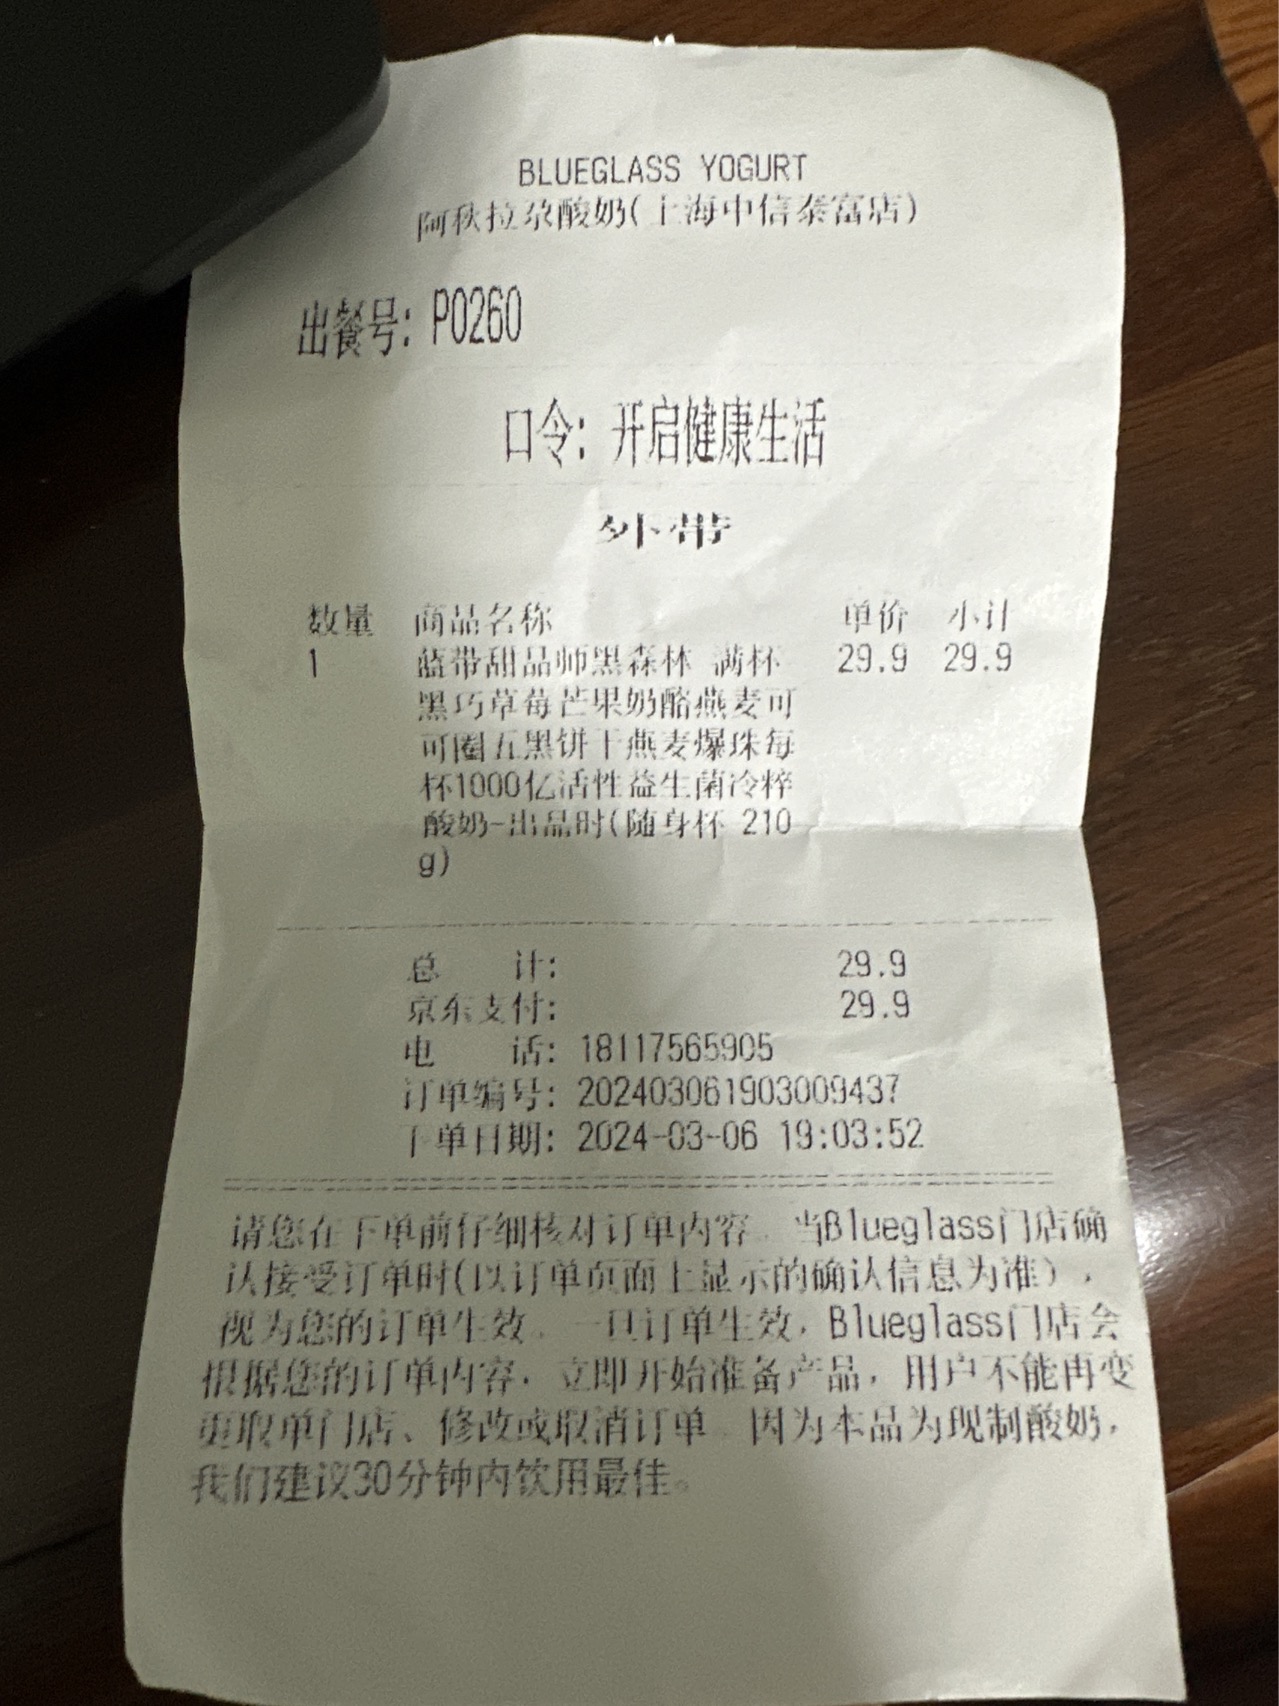 BLUEGLASS YOGURT
阿秋拉尕酸奶(上海中信泰富店)
出餐号: P0260
口令: 开启健康生活
外带
数量 商品名称 单价 小计
1 蓝带甜品师黑森林 满杯 29.9 29.9
黑巧草莓芒果奶酪燕麦可
可圈五黑饼干燕麦爆珠每
杯1000亿活性益生菌冷粹
酸奶-出品时(随身杯 210
g)
总 计: 29.9
京东支付: 29.9
电 话: 18117565905
订单编号: 202403061903009437
下单日期: 2024-03-06 19:03:52
请您在下单前仔细核对订单内容。当Blueglass门店确
认接受订单时(以订单页面上显示的确认信息为准),
视为您的订单生效。一旦订单生效, Blueglass门店会
根据您的订单内容, 立即开始准备产品, 用户不能再变
更取单门店、修改或取消订单。因为本品为现制酸奶,
我们建议30分钟内饮用最佳。